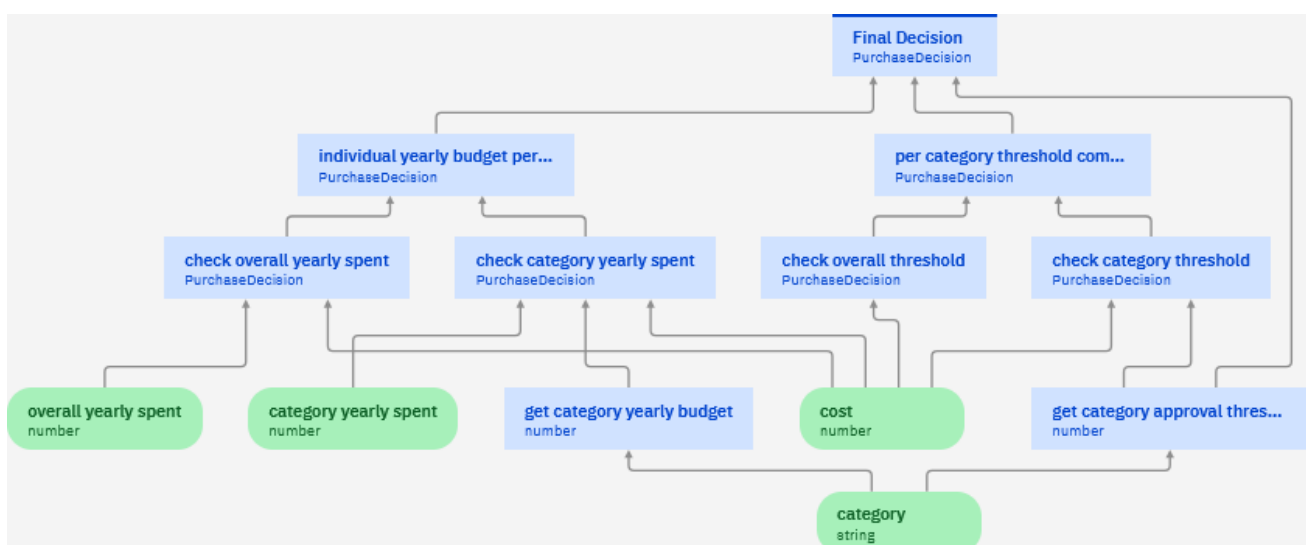 Final Decision
PurchaseDecision
individual yearly budget per...
PurchaseDecision
per category threshold com...
PurchaseDecision
check overall yearly spent
PurchaseDecision
check category yearly spent
PurchaseDecision
check overall threshold
PurchaseDecision
check category threshold
PurchaseDecision
overall yearly spent
number
category yearly spent
number
get category yearly budget
number
cost
number
get category approval thres...
number
category
string